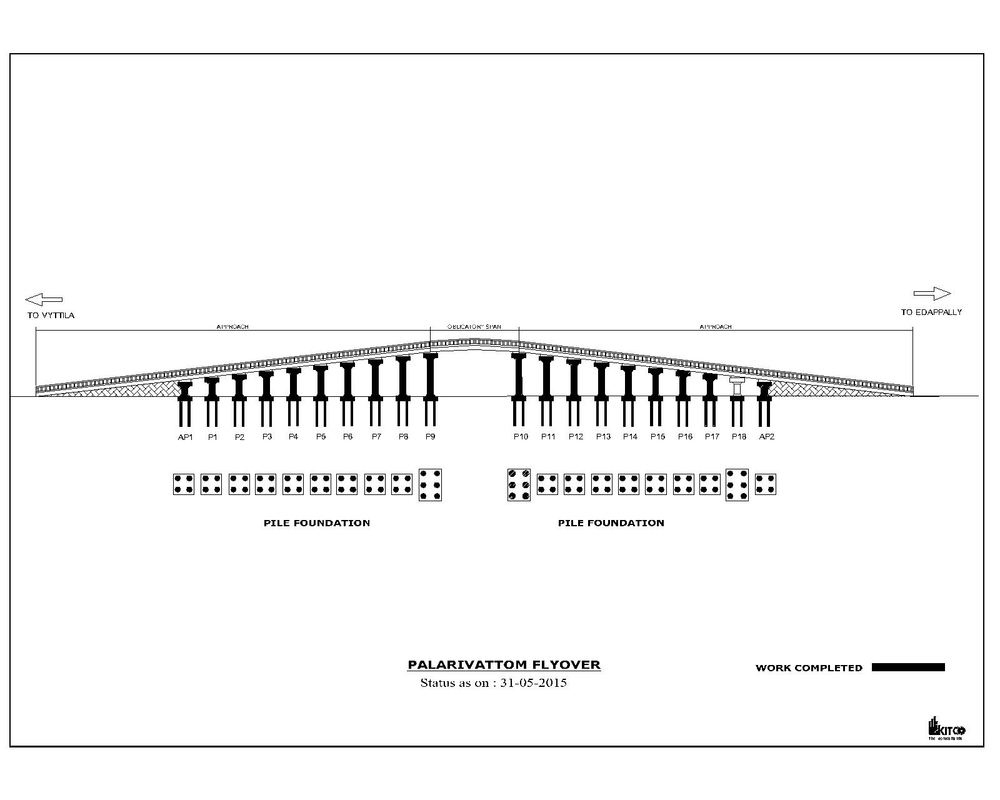 TO VYTTILA
TO EDAPPALLY
APPROACH
OBLIGATORY SPAN
APPROACH
AP1 P1 P2 P3 P4 P5 P6 P7 P8 P9 P10 P11 P12 P13 P14 P15 P16 P17 P18 AP2
PILE FOUNDATION PILE FOUNDATION
PALARIVATTOM FLYOVER
Status as on : 31-05-2015
WORK COMPLETED
KITCO
the consultants